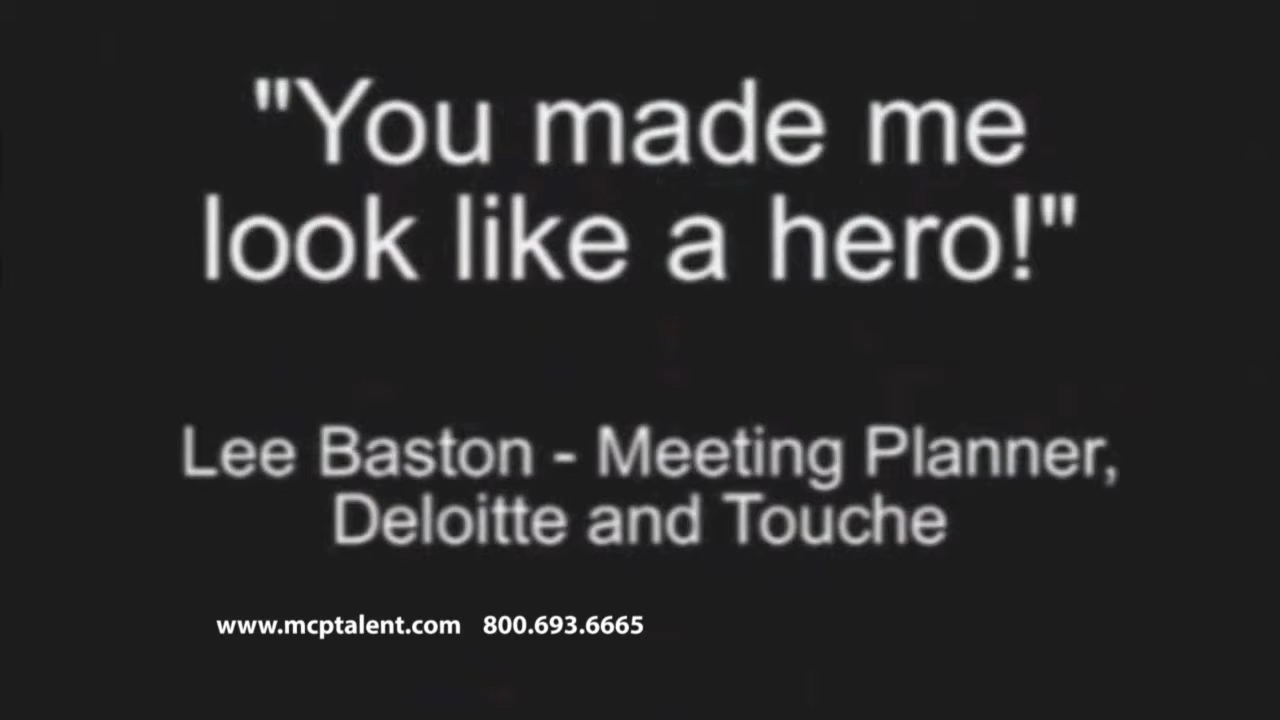 "You made me
look like a hero!"
Lee Baston - Meeting Planner,
Deloitte and Touche
www.mcptalent.com 800.693.6665